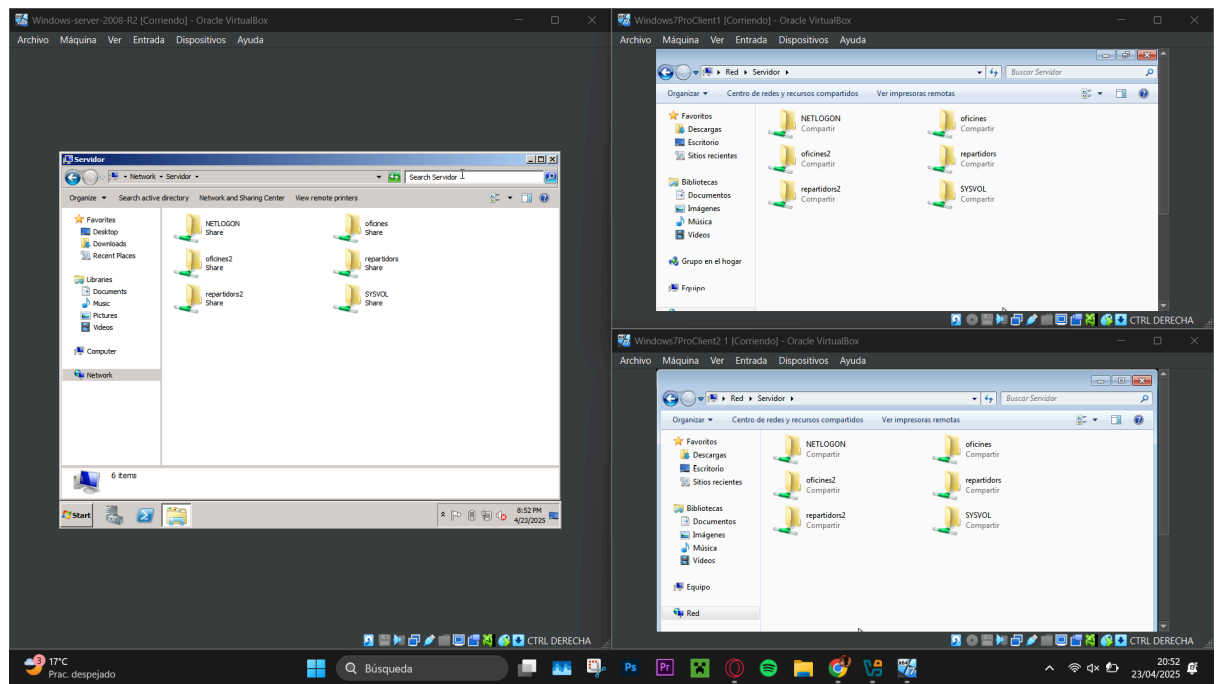 Windows-server-2008-R2 [Corriendo] - Oracle VirtualBox
Archivo Máquina Ver Entrada Dispositivos Ayuda
Servidor
Network Servidor
Search Servidor
Organize Search active directory Network and Sharing Center View remote printers
Favorites
Desktop
Downloads
Recent Places
Libraries
Documents
Music
Pictures
Videos
Computer
Network
NETLOGON
Share
oficines
Share
oficines2
Share
repartidors
Share
repartidors2
Share
SYSVOL
Share
6 items
Start
8:52 PM
4/23/2025
CTRL DERECHA
Windows7ProClient1 [Corriendo] - Oracle VirtualBox
Archivo Máquina Ver Entrada Dispositivos Ayuda
Red Servidor
Buscar Servidor
Organizar Centro de redes y recursos compartidos Ver impresoras remotas
Favoritos
Descargas
Escritorio
Sitios recientes
Bibliotecas
Documentos
Imágenes
Música
Vídeos
Grupo en el hogar
Equipo
NETLOGON
Compartir
oficines
Compartir
oficines2
Compartir
repartidors
Compartir
repartidors2
Compartir
SYSVOL
Compartir
CTRL DERECHA
Windows7ProClient2 1 [Corriendo] - Oracle VirtualBox
Archivo Máquina Ver Entrada Dispositivos Ayuda
Red Servidor
Buscar Servidor
Organizar Centro de redes y recursos compartidos Ver impresoras remotas
Favoritos
Descargas
Escritorio
Sitios recientes
Bibliotecas
Documentos
Imágenes
Música
Vídeos
Equipo
Red
NETLOGON
Compartir
oficines
Compartir
oficines2
Compartir
repartidors
Compartir
repartidors2
Compartir
SYSVOL
Compartir
CTRL DERECHA
3
17°C
Prac. despejado
Búsqueda
Ps
Pr
20:52
23/04/2025